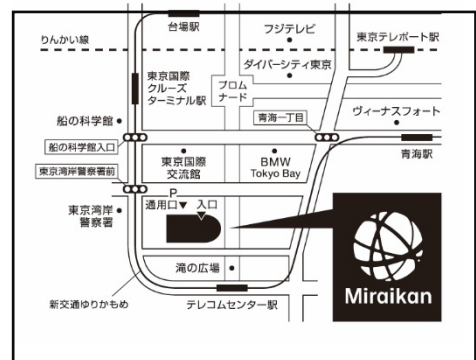 台場駅
フジテレビ
東京テレポート駅
りんかい線
ダイバーシティ東京
東京国際
クルーズ
ターミナル駅
プロム
ナード
ヴィーナスフォート
船の科学館
青海一丁目
船の科学館入口
東京国際
交流館
BMW
Tokyo Bay
青海駅
東京湾岸警察署前
P
通用口
入口
東京湾岸
警察署
滝の広場
Miraikan
新交通ゆりかもめ
テレコムセンター駅